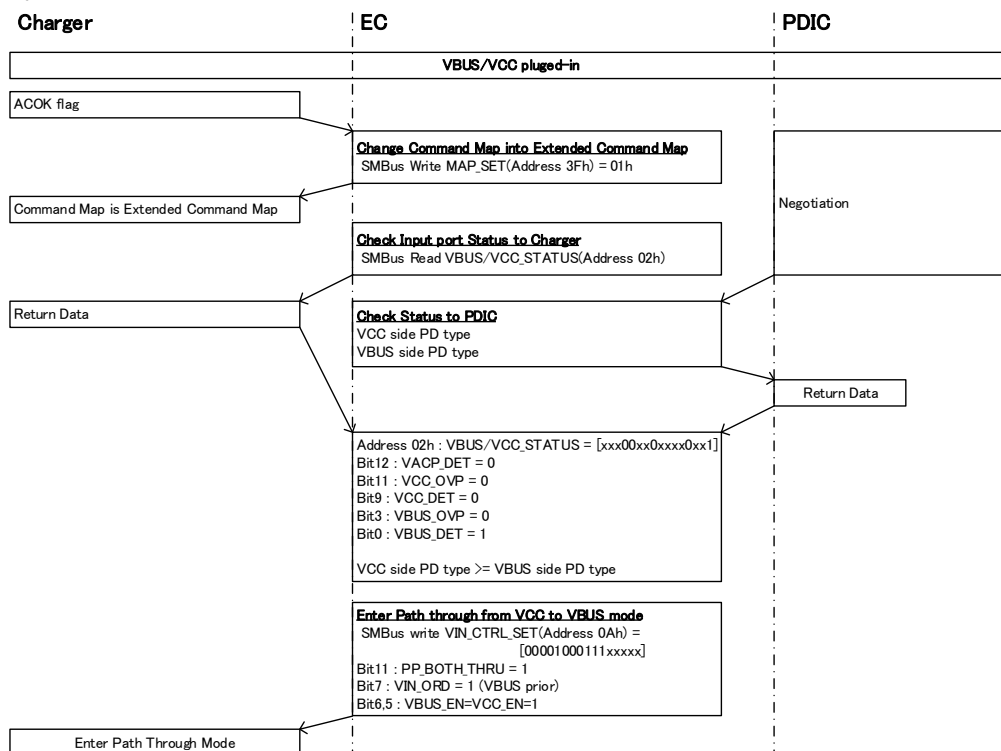 Charger
EC
PDIC
VBUS/VCC pluged-in
ACOK flag
Change Command Map into Extended Command Map
SMBus Write MAP_SET(Address 3Fh) = 01h
Command Map is Extended Command Map
Negotiation
Check Input port Status to Charger
SMBus Read VBUS/VCC_STATUS(Address 02h)
Return Data
Check Status to PDIC
VCC side PD type
VBUS side PD type
Return Data
Address 02h : VBUS/VCC_STATUS = [xxx00xx0xxxx0xx1]
Bit12 : VACP_DET = 0
Bit11 : VCC_OVP = 0
Bit9 : VCC_DET = 0
Bit3 : VBUS_OVP = 0
Bit0 : VBUS_DET = 1
VCC side PD type >= VBUS side PD type
Enter Path through from VCC to VBUS mode
SMBus write VIN_CTRL_SET(Address 0Ah) =
[00001000111xxxxx]
Bit11 : PP_BOTH_THRU = 1
Bit7 : VIN_ORD = 1 (VBUS prior)
Bit6,5 : VBUS_EN=VCC_EN=1
Enter Path Through Mode